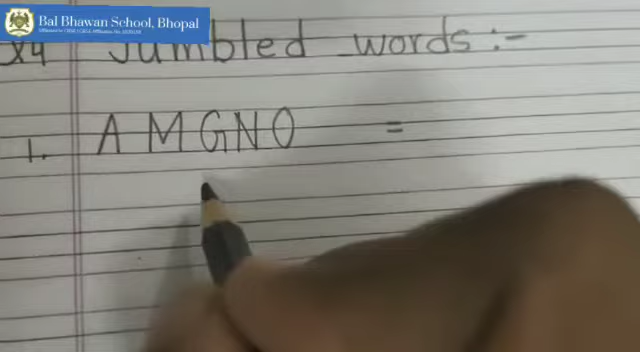 Bal Bhawan School, Bhopal
Jumbled words :-
1. A M G N O =